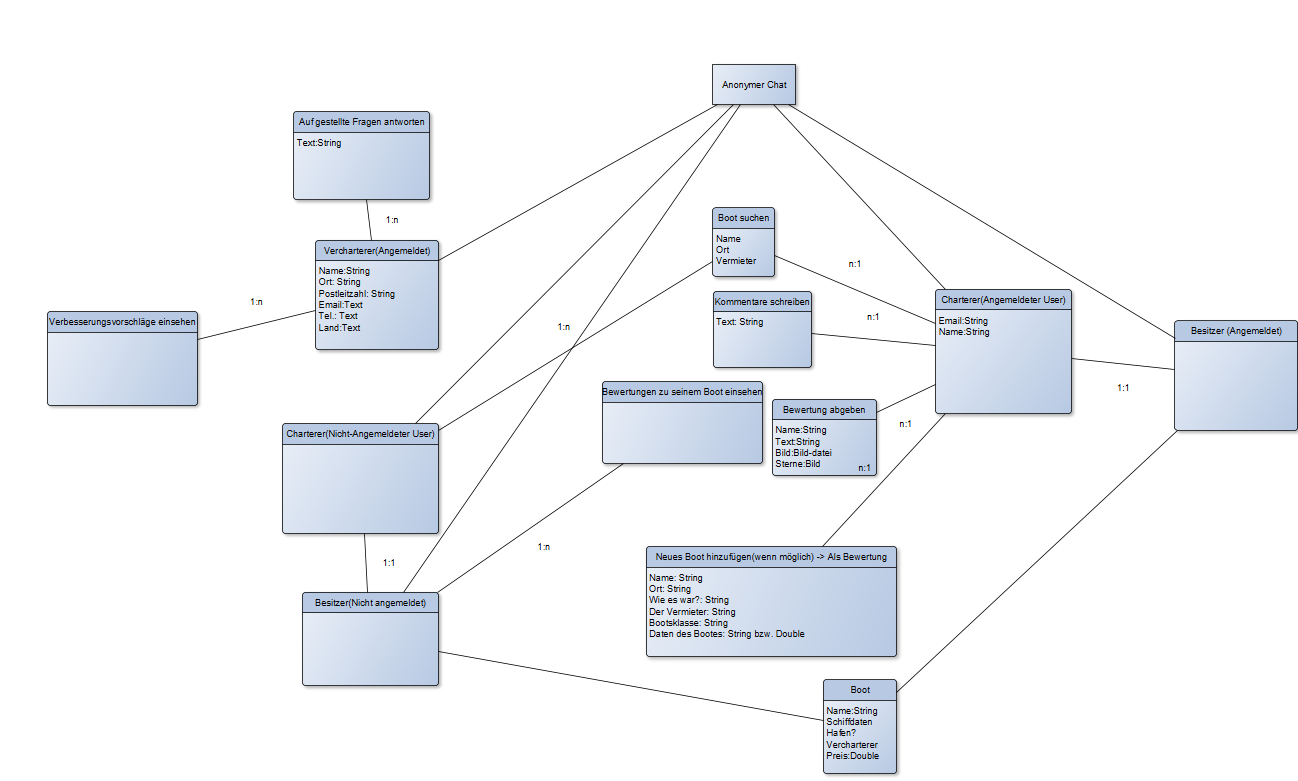 Anonymer Chat
Auf gestellte Fragen antworten
Text:String
1:n
Vercharterer(Angemeldet)
Name:String
Ort: String
Postleitzahl: String
Email:Text
Tel.: Text
Land:Text
1:n
Verbesserungsvorschläge einsehen
Boot suchen
Name
Ort
Vermieter
n:1
Kommentare schreiben
Text: String
n:1
Charterer(Angemeldeter User)
Email:String
Name:String
Besitzer (Angemeldet)
1:1
1:n
Bewertungen zu seinem Boot einsehen
Bewertung abgeben
Name:String
Text:String
Bild:Bild-datei
Sterne:Bild
n:1
n:1
Charterer(Nicht-Angemeldeter User)
1:1
1:n
Besitzer(Nicht angemeldet)
Neues Boot hinzufügen(wenn möglich) -> Als Bewertung
Name: String
Ort: String
Wie es war?: String
Der Vermieter: String
Bootsklasse: String
Daten des Bootes: String bzw. Double
Boot
Name:String
Schiffdaten
Hafen?
Vercharterer
Preis:Double